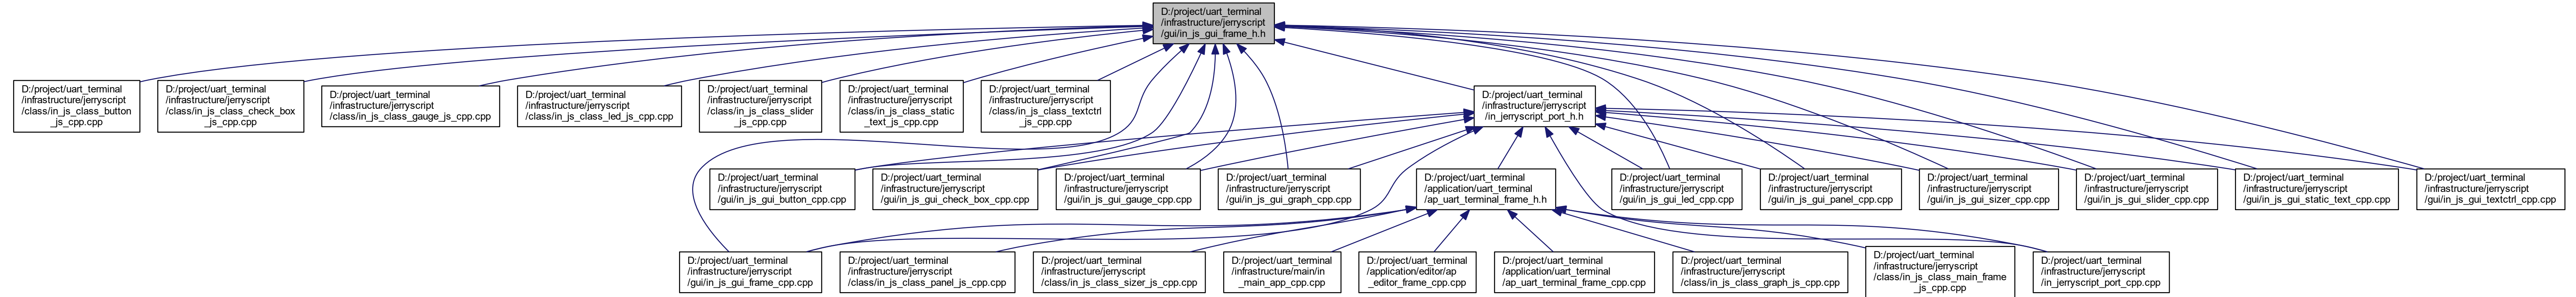 D:/project/uart_terminal
/infrastructure/jerryscript
/gui/in_js_gui_frame_h.h
D:/project/uart_terminal
/infrastructure/jerryscript
/class/in_js_class_button
_js_cpp.cpp
D:/project/uart_terminal
/infrastructure/jerryscript
/class/in_js_class_check_box
_js_cpp.cpp
D:/project/uart_terminal
/infrastructure/jerryscript
/class/in_js_class_gauge_js_cpp.cpp
D:/project/uart_terminal
/infrastructure/jerryscript
/class/in_js_class_led_js_cpp.cpp
D:/project/uart_terminal
/infrastructure/jerryscript
/class/in_js_class_slider
_js_cpp.cpp
D:/project/uart_terminal
/infrastructure/jerryscript
/class/in_js_class_static
_text_js_cpp.cpp
D:/project/uart_terminal
/infrastructure/jerryscript
/class/in_js_class_textctrl
_js_cpp.cpp
D:/project/uart_terminal
/infrastructure/jerryscript
/in_jerryscript_port_h.h
D:/project/uart_terminal
/infrastructure/jerryscript
/gui/in_js_gui_button_cpp.cpp
D:/project/uart_terminal
/infrastructure/jerryscript
/gui/in_js_gui_check_box_cpp.cpp
D:/project/uart_terminal
/infrastructure/jerryscript
/gui/in_js_gui_gauge_cpp.cpp
D:/project/uart_terminal
/infrastructure/jerryscript
/gui/in_js_gui_graph_cpp.cpp
D:/project/uart_terminal
/application/uart_terminal
/ap_uart_terminal_frame_h.h
D:/project/uart_terminal
/infrastructure/jerryscript
/gui/in_js_gui_led_cpp.cpp
D:/project/uart_terminal
/infrastructure/jerryscript
/gui/in_js_gui_panel_cpp.cpp
D:/project/uart_terminal
/infrastructure/jerryscript
/gui/in_js_gui_sizer_cpp.cpp
D:/project/uart_terminal
/infrastructure/jerryscript
/gui/in_js_gui_slider_cpp.cpp
D:/project/uart_terminal
/infrastructure/jerryscript
/gui/in_js_gui_static_text_cpp.cpp
D:/project/uart_terminal
/infrastructure/jerryscript
/gui/in_js_gui_textctrl_cpp.cpp
D:/project/uart_terminal
/infrastructure/jerryscript
/gui/in_js_gui_frame_cpp.cpp
D:/project/uart_terminal
/infrastructure/jerryscript
/class/in_js_class_panel_js_cpp.cpp
D:/project/uart_terminal
/infrastructure/jerryscript
/class/in_js_class_sizer_js_cpp.cpp
D:/project/uart_terminal
/infrastructure/main/in
_main_app_cpp.cpp
D:/project/uart_terminal
/application/editor/ap
_editor_frame_cpp.cpp
D:/project/uart_terminal
/application/uart_terminal
/ap_uart_terminal_frame_cpp.cpp
D:/project/uart_terminal
/infrastructure/jerryscript
/class/in_js_class_graph_js_cpp.cpp
D:/project/uart_terminal
/infrastructure/jerryscript
/class/in_js_class_main_frame
_js_cpp.cpp
D:/project/uart_terminal
/infrastructure/jerryscript
/in_jerryscript_port_cpp.cpp